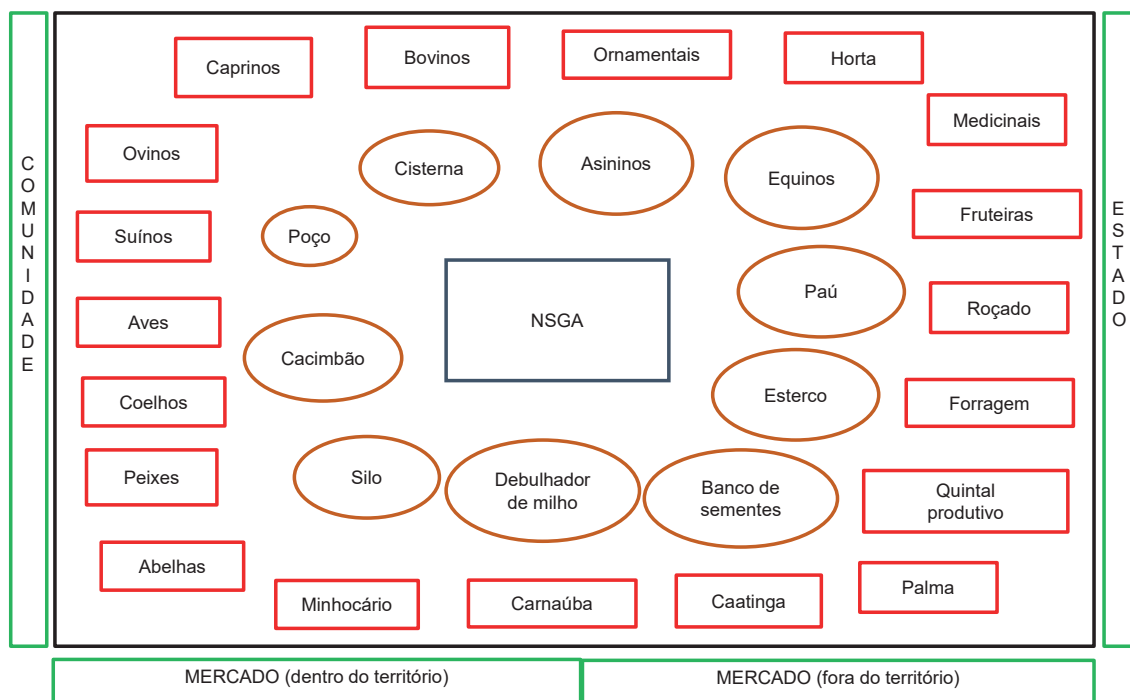 COMUNIDADE
Caprinos
Bovinos
Ornamentais
Horta
Medicinais
Ovinos
Cisterna
Asininos
Equinos
Fruteiras
Suínos
Poço
Paú
Roçado
NSGA
Aves
Cacimbão
Esterco
Forragem
Coelhos
Peixes
Silo
Debulhador
de milho
Banco de
sementes
Quintal
produtivo
Abelhas
Minhocário
Carnaúba
Caatinga
Palma
ESTADO
MERCADO (dentro do território)
MERCADO (fora do território)